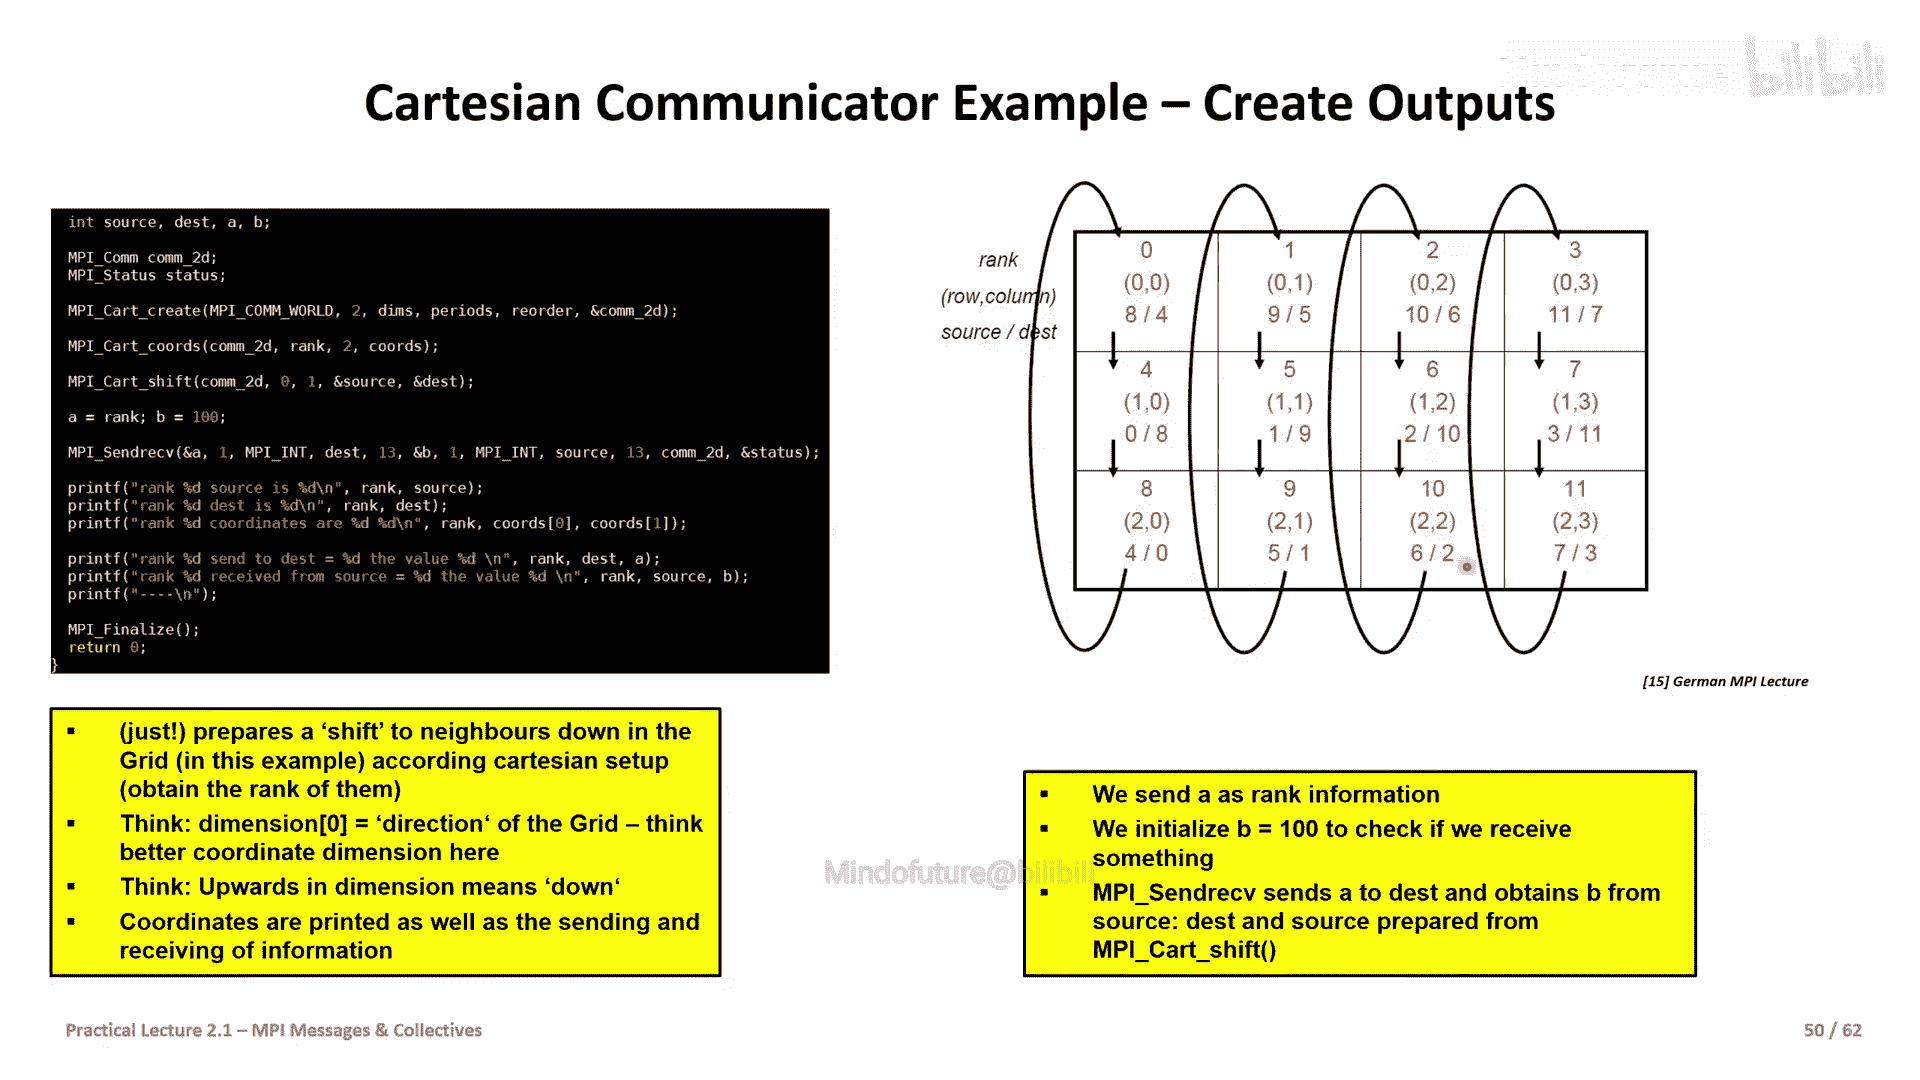 Cartesian Communicator Example – Create Outputs
bilibili
int source, dest, a, b;
MPI_Comm comm_2d;
MPI_Status status;
MPI_Cart_create(MPI_COMM_WORLD, 2, dims, periods, reorder, &comm_2d);
MPI_Cart_coords(comm_2d, rank, 2, coords);
MPI_Cart_shift(comm_2d, 0, 1, &source, &dest);
a = rank; b = 100;
MPI_Sendrecv(&a, 1, MPI_INT, dest, 13, &b, 1, MPI_INT, source, 13, comm_2d, &status);
printf("rank %d source is %d\n", rank, source);
printf("rank %d dest is %d\n", rank, dest);
printf("rank %d coordinates are %d %d\n", rank, coords[0], coords[1]);
printf("rank %d send to dest = %d the value %d \n", rank, dest, a);
printf("rank %d received from source = %d the value %d \n", rank, source, b);
printf("----\n");
MPI_Finalize();
return 0;
}
rank
(row,column)
source / dest
0 1 2 3
(0,0) (0,1) (0,2) (0,3)
8 / 4 9 / 5 10 / 6 11 / 7
4 5 6 7
(1,0) (1,1) (1,2) (1,3)
0 / 8 1 / 9 2 / 10 3 / 11
8 9 10 11
(2,0) (2,1) (2,2) (2,3)
4 / 0 5 / 1 6 / 2 7 / 3
[15] German MPI Lecture
▪ (just!) prepares a ‘shift’ to neighbours down in the
Grid (in this example) according cartesian setup
(obtain the rank of them)
▪ Think: dimension[0] = ‘direction‘ of the Grid – think
better coordinate dimension here
▪ Think: Upwards in dimension means ‘down‘
▪ Coordinates are printed as well as the sending and
receiving of information
▪ We send a as rank information
▪ We initialize b = 100 to check if we receive
something
▪ MPI_Sendrecv sends a to dest and obtains b from
source: dest and source prepared from
MPI_Cart_shift()
Mindofuture@bilibili
Practical Lecture 2.1 – MPI Messages & Collectives
50 / 62